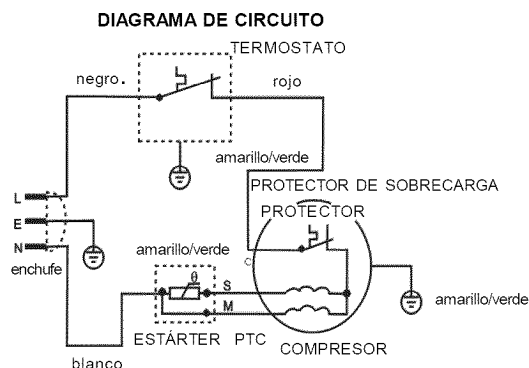 DIAGRAMA DE CIRCUITO
TERMOSTATO
negro.
rojo
amarillo/verde
PROTECTOR DE SOBRECARGA
PROTECTOR
L
E
N
enchufe
amarillo/verde
C
θ
S
M
amarillo/verde
ESTÁRTER PTC
COMPRESOR
blanco